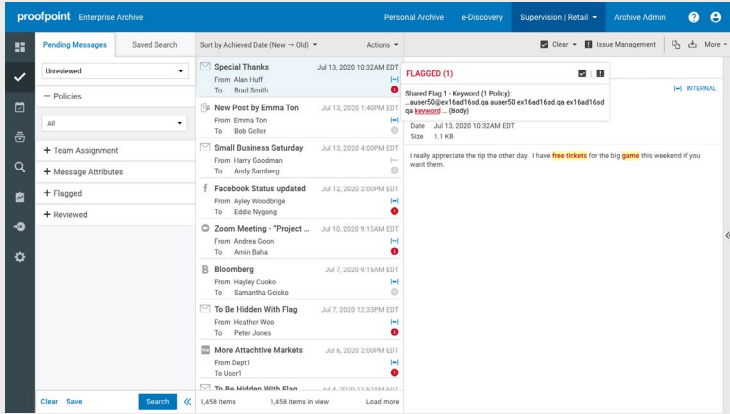 proofpoint Enterprise Archive
Personal Archive e-Discovery Supervision | Retail Archive Admin
Pending Messages Saved Search
Unreviewed
Policies
All
Team Assignment
Message Attributes
Flagged
Reviewed
Clear Save Search
Sort by Achieved Date (New → Old) Actions
Special Thanks Jul 13, 2020 10:32AM EDT
From Alan Huff
To Brad Smith
New Post by Emma Ton Jul 13, 2020 1:40PM EDT
From Emma Ton
To Bob Geller
Small Business Saturday Jul 13, 2020 4:00PM EDT
From Harry Goodman
To Andy Samberg
Facebook Status updated Jul 12, 2020 2:00PM EDT
From Ayley Woodbrige
To Eddie Nygong
Zoom Meeting - "Project ... Jul 10, 2020 9:15AM EDT
From Andrea Goon
To Amin Baha
Bloomberg Jul 7, 2020 9:16AM EDT
From Hayley Cuoko
To Samantha Geicko
To Be Hidden With Flag Jul 7, 2020 12:33PM EDT
From Heather Woo
To Peter Jones
More Attachtive Markets Jul 6, 2020 2:00PM EDT
From Dept1
To User1
To Be Hidden With Flag
1,458 items 1,458 items in view Load more
Clear Issue Management More
FLAGGED (1)
Shared Flag 1 - Keyword (1 Policy):
...auser50@ex16ad16sd.qa auser50 ex16ad16sd.qa ex16ad16sd
qa keyword ... (Body)
INTERNAL
Date Jul 13, 2020 10:32AM EDT
Size 1.1 KB
I really appreciate the tip the other day. I have free tickets for the big game this weekend if you
want them.